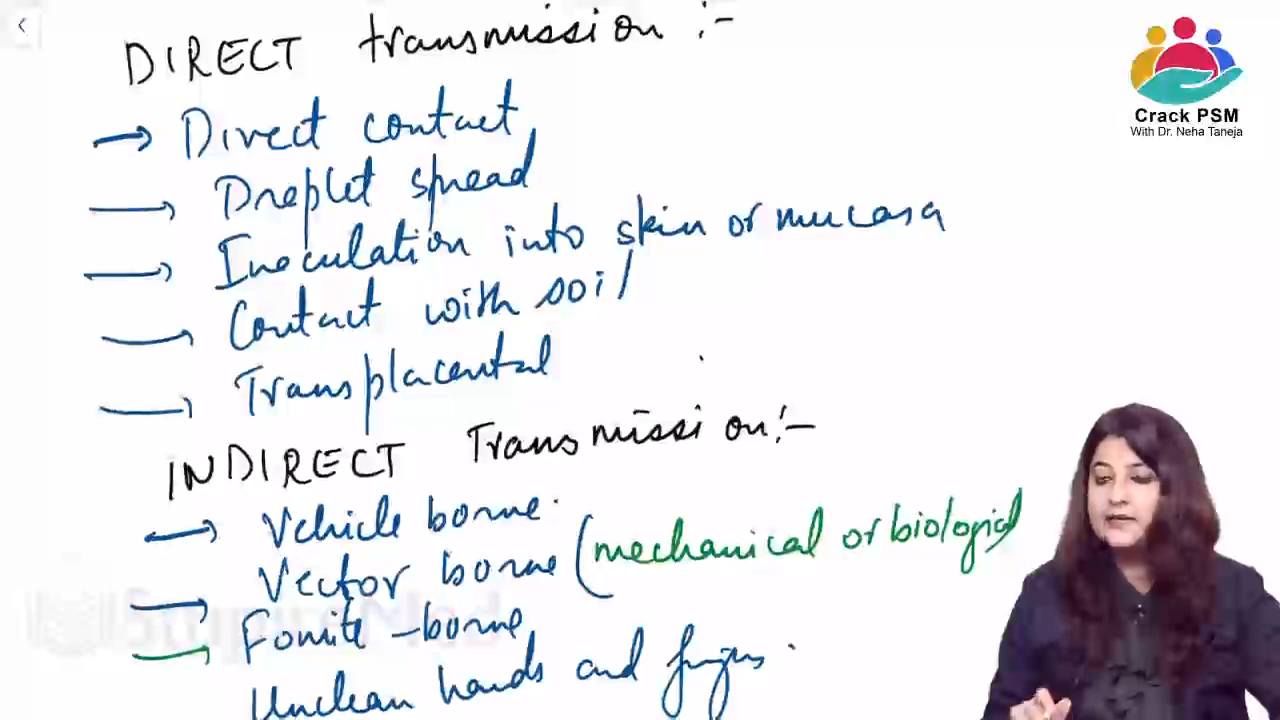 DIRECT transmission :-
→ Direct contact
→ Droplet spread
→ Inoculation into skin or mucosa
→ Contact with soil
→ Transplacental
INDIRECT Transmission :-
→ Vehicle borne.
→ Vector borne (mechanical or biological
→ Fomite - borne
Unclean hands and fingers.
Crack PSM
With Dr. Neha Taneja